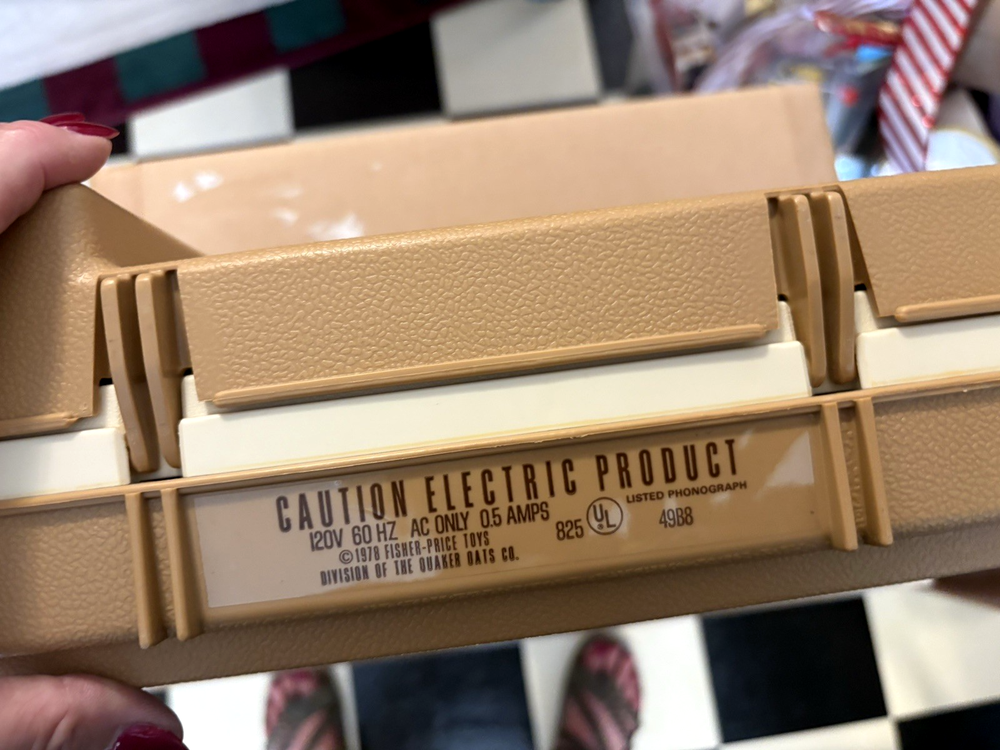 CAUTION ELECTRIC PRODUCT
120V 60 HZ AC ONLY 0.5 AMPS
©1978 FISHER-PRICE TOYS
DIVISION OF THE QUAKER OATS CO.
825 UL LISTED PHONOGRAPH
49B8